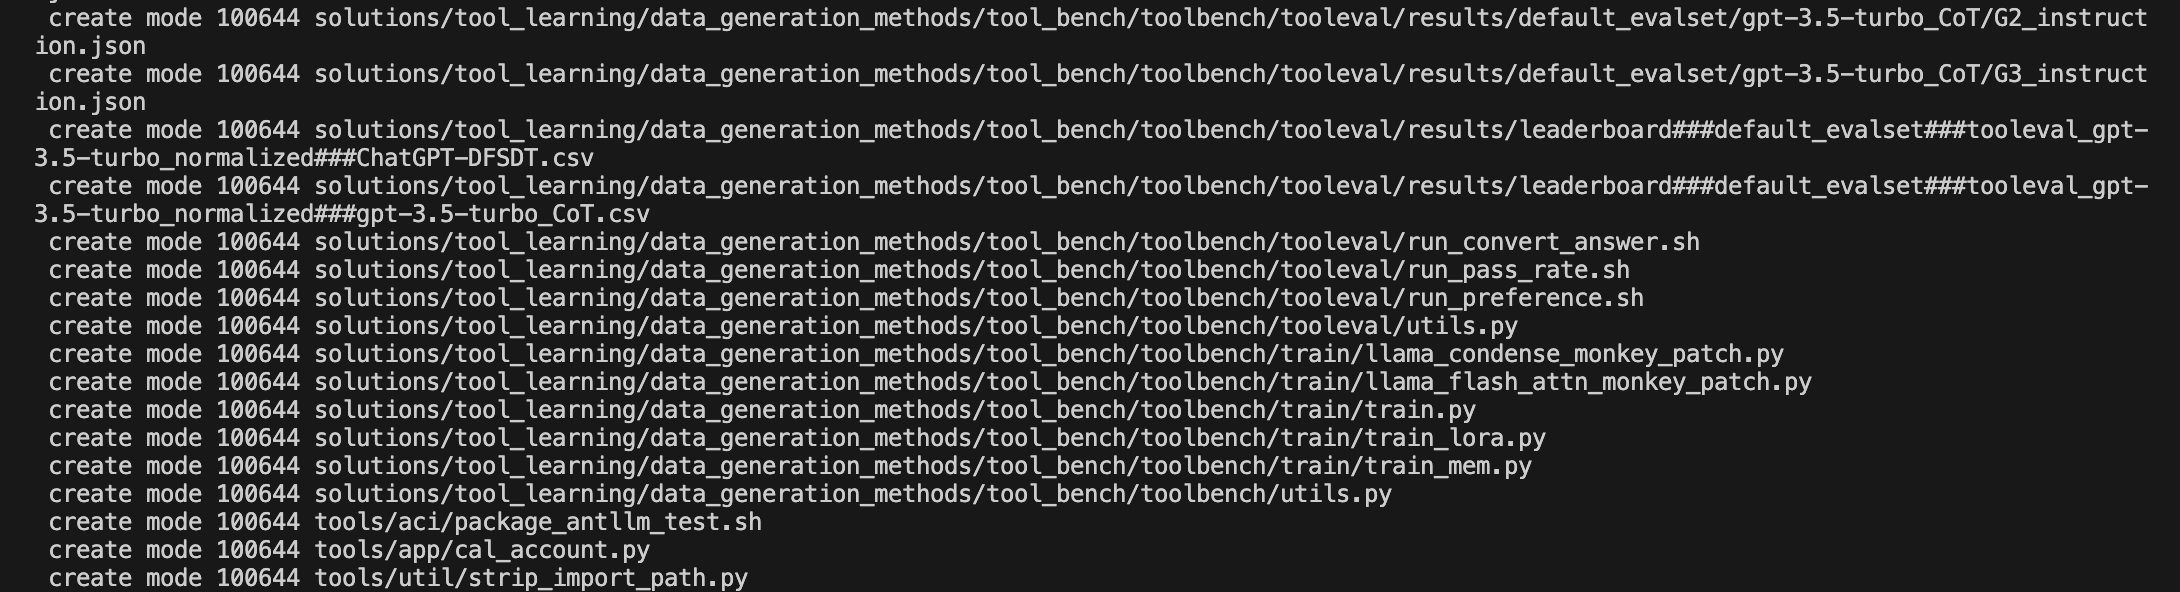 create mode 100644 solutions/tool_learning/data_generation_methods/tool_bench/toolbench/tooleval/results/default_evalset/gpt-3.5-turbo_CoT/G2_instruct
ion.json
create mode 100644 solutions/tool_learning/data_generation_methods/tool_bench/toolbench/tooleval/results/default_evalset/gpt-3.5-turbo_CoT/G3_instruct
ion.json
create mode 100644 solutions/tool_learning/data_generation_methods/tool_bench/toolbench/tooleval/results/leaderboard###default_evalset###tooleval_gpt-
3.5-turbo_normalized###ChatGPT-DFSDT.csv
create mode 100644 solutions/tool_learning/data_generation_methods/tool_bench/toolbench/tooleval/results/leaderboard###default_evalset###tooleval_gpt-
3.5-turbo_normalized###gpt-3.5-turbo_CoT.csv
create mode 100644 solutions/tool_learning/data_generation_methods/tool_bench/toolbench/tooleval/run_convert_answer.sh
create mode 100644 solutions/tool_learning/data_generation_methods/tool_bench/toolbench/tooleval/run_pass_rate.sh
create mode 100644 solutions/tool_learning/data_generation_methods/tool_bench/toolbench/tooleval/run_preference.sh
create mode 100644 solutions/tool_learning/data_generation_methods/tool_bench/toolbench/tooleval/utils.py
create mode 100644 solutions/tool_learning/data_generation_methods/tool_bench/toolbench/train/llama_condense_monkey_patch.py
create mode 100644 solutions/tool_learning/data_generation_methods/tool_bench/toolbench/train/llama_flash_attn_monkey_patch.py
create mode 100644 solutions/tool_learning/data_generation_methods/tool_bench/toolbench/train/train.py
create mode 100644 solutions/tool_learning/data_generation_methods/tool_bench/toolbench/train/train_lora.py
create mode 100644 solutions/tool_learning/data_generation_methods/tool_bench/toolbench/train/train_mem.py
create mode 100644 solutions/tool_learning/data_generation_methods/tool_bench/toolbench/utils.py
create mode 100644 tools/aci/package_antllm_test.sh
create mode 100644 tools/app/cal_account.py
create mode 100644 tools/util/strip_import_path.py